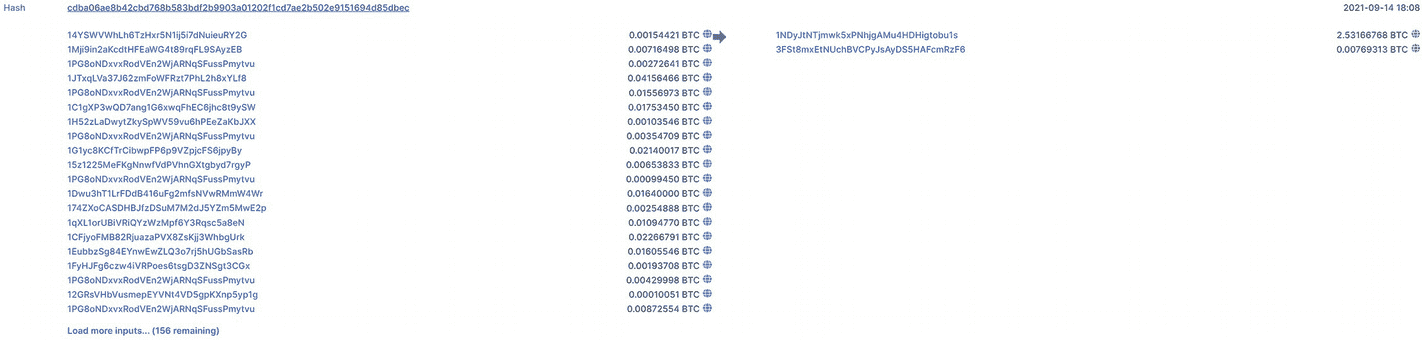 Hash cdba06ae8b42cbd768b583bdf2b9903a01202f1cd7ae2b502e9151694d85dbec 2021-09-14 18:08
14YSWVWhLh6TzHxr5N1ij5i7dNuieuRY2G 0.00154421 BTC 1NDyJtNTjmwk5xPNhjgAMu4HDHigtobu1s 2.53166768 BTC
1Mji9in2aKcdtHFEaWG4t89rqFL9SAyzEB 0.00716498 BTC 3FSt8mxEtNUchBVCPyJsAyDS5HAFcmRzF6 0.00769313 BTC
1PG8oNDxvxRodVEn2WjARNqSFussPmytvu 0.00272641 BTC
1JTxqLVa37J62zmFoWFRzt7PhL2h8xYLf8 0.04156466 BTC
1PG8oNDxvxRodVEn2WjARNqSFussPmytvu 0.01556973 BTC
1C1gXP3wQD7ang1G6xwqFhEC6jhc8t9ySW 0.01753450 BTC
1H52zLaDwytZkySpWV59vu6hPEeZaKbJXX 0.00103546 BTC
1PG8oNDxvxRodVEn2WjARNqSFussPmytvu 0.00354709 BTC
1G1yc8KCfTrCibwpFP6p9VZpjcFS6jpyBy 0.02140017 BTC
15z1225MeFKgNnwfVdPVhnGXtgbyd7rgyP 0.00653833 BTC
1PG8oNDxvxRodVEn2WjARNqSFussPmytvu 0.00099450 BTC
1Dwu3hT1LrFDdB416uFg2mfsNVwRMmW4Wr 0.01640000 BTC
174ZXoCASDHBJfzDSuM7M2dJ5YZm5MwE2p 0.00254888 BTC
1qXL1orUBiVRiQYzWzMpf6Y3Rqsc5a8eN 0.01094770 BTC
1CFjyoFMB82RjuazaPVX8ZsKjj3WhbgUrk 0.02266791 BTC
1EubbzSg84EYnwEwZLQ3o7rj5hUGbSasRb 0.01605546 BTC
1FyHJFg6czw4iVRPoes6tsgD3ZNSgt3CGx 0.00193708 BTC
1PG8oNDxvxRodVEn2WjARNqSFussPmytvu 0.00429998 BTC
12GRsVHbVusmepEYVNt4VD5gpKXnp5yp1g 0.00010051 BTC
1PG8oNDxvxRodVEn2WjARNqSFussPmytvu 0.00872554 BTC
Load more inputs... (156 remaining)